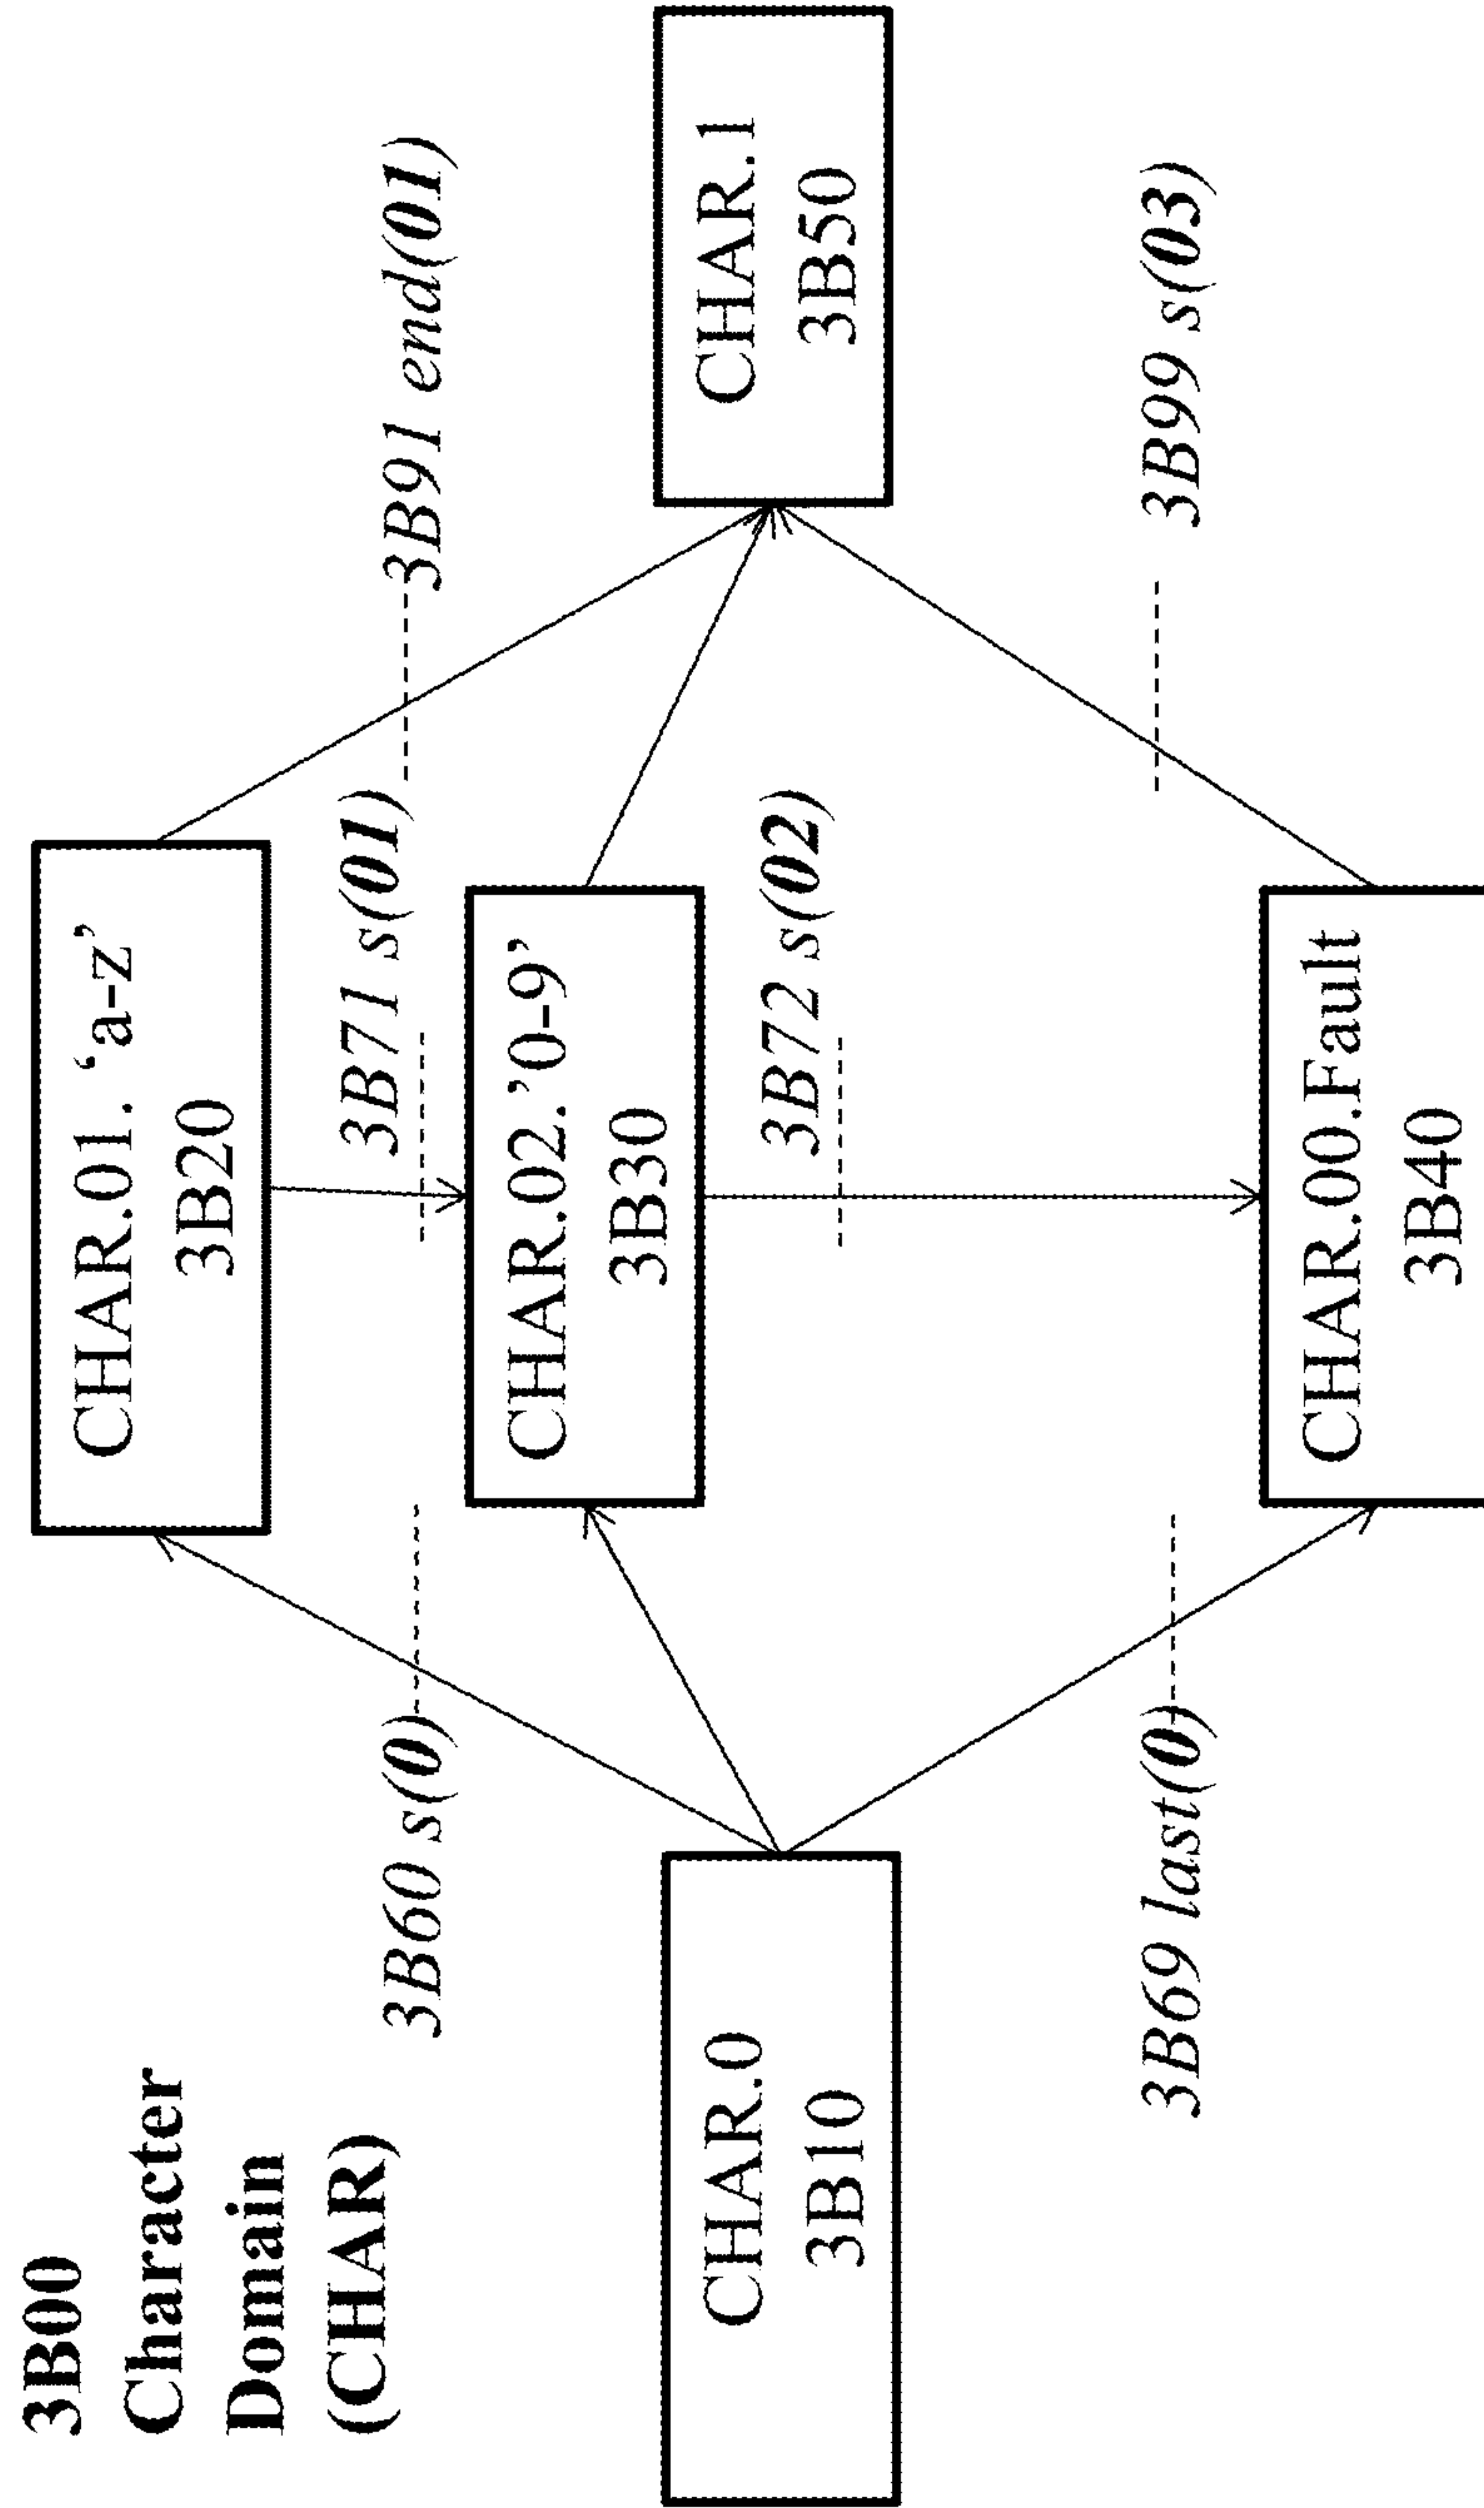 3B00
Character
Domain
(CHAR)
CHAR.01. ‘a-z’
3B20
3B60 s(0)
3B71 s(01)
3B91 end(01)
CHAR.02.’0-9’
3B30
CHAR.0
3B10
CHAR.1
3B50
3B72 s(02)
3B69 last(0)
3B99 s(03)
CHAR.00.Fault
3B40